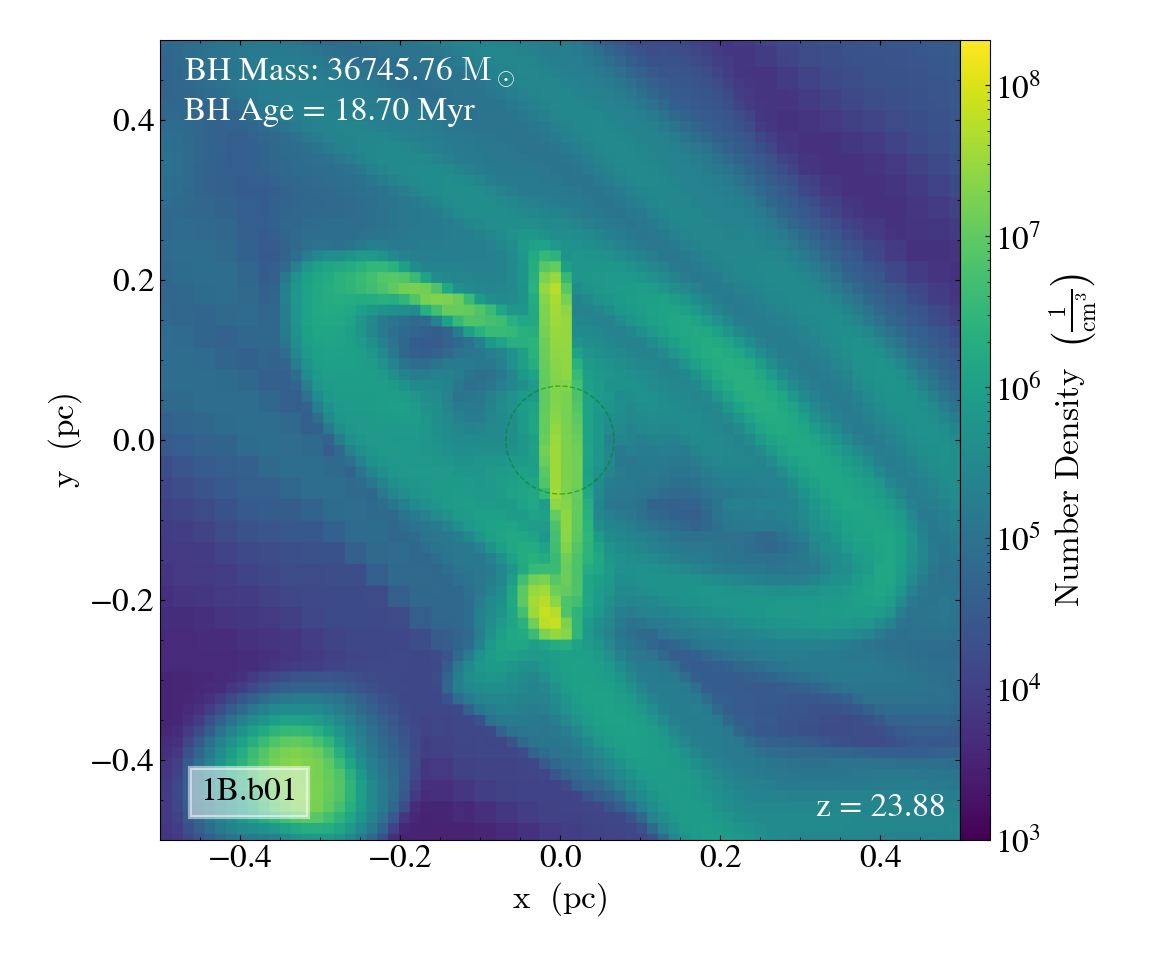 BH Mass: 36745.76 M⊙
BH Age = 18.70 Myr
0.4
0.2
0.0
−0.2
−0.4
y (pc)
1B.b01
z = 23.88
−0.4 −0.2 0.0 0.2 0.4
x (pc)
10⁸
10⁷
10⁶
10⁵
10⁴
10³
Number Density (1/cm³)